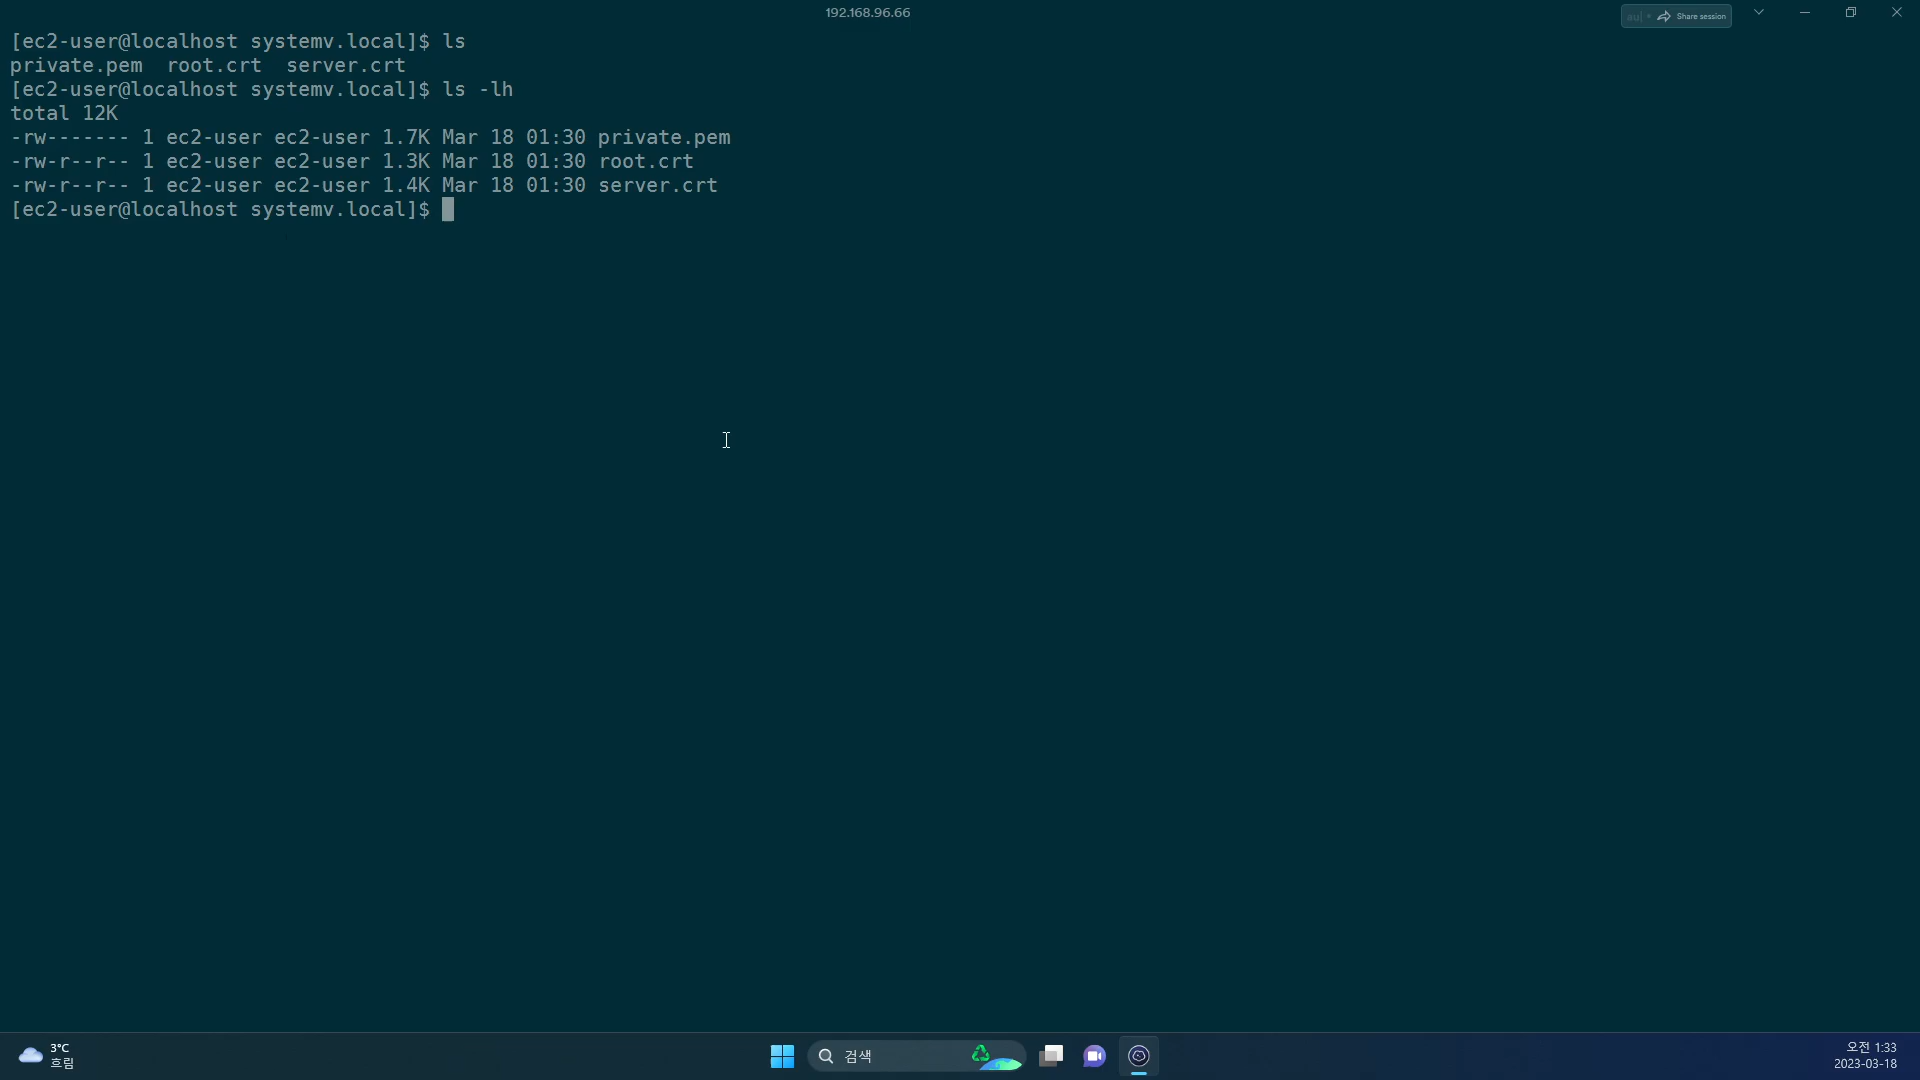 192.168.96.66
Share session
[ec2-user@localhost systemv.local]$ ls
private.pem  root.crt  server.crt
[ec2-user@localhost systemv.local]$ ls -lh
total 12K
-rw------- 1 ec2-user ec2-user 1.7K Mar 18 01:30 private.pem
-rw-r--r-- 1 ec2-user ec2-user 1.3K Mar 18 01:30 root.crt
-rw-r--r-- 1 ec2-user ec2-user 1.4K Mar 18 01:30 server.crt
[ec2-user@localhost systemv.local]$
3°C
흐림
검색
오전 1:33
2023-03-18